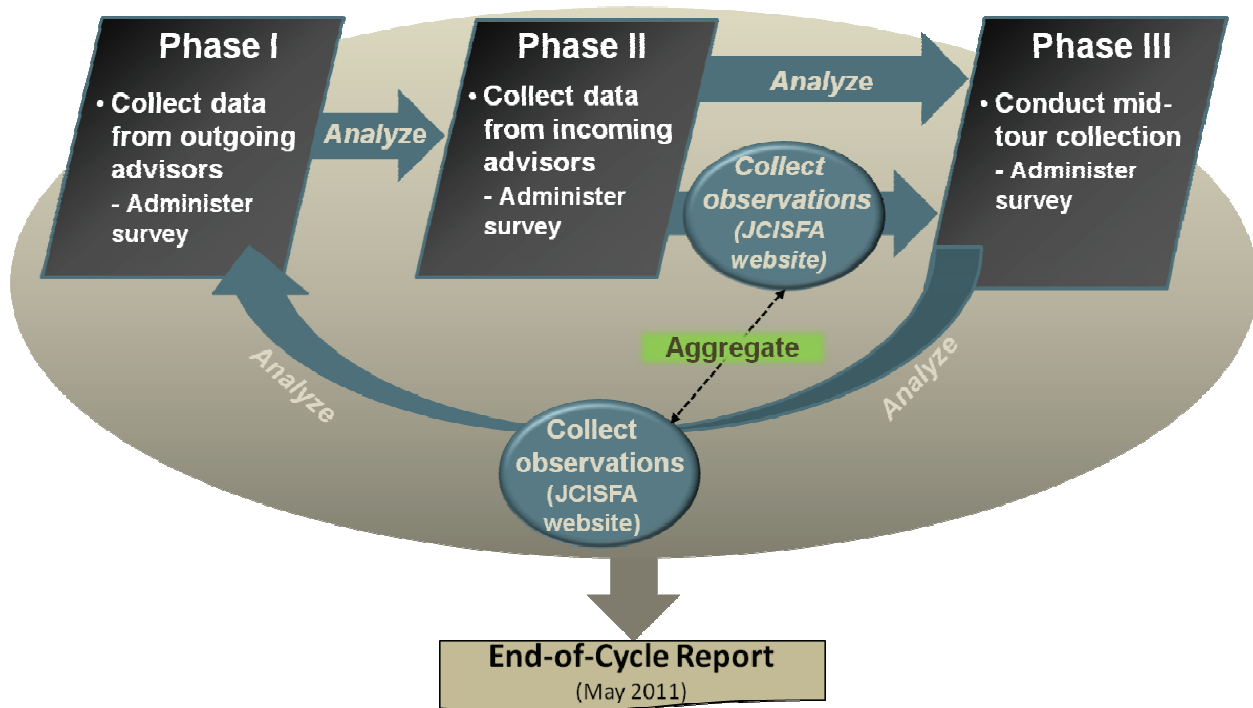 Phase I
• Collect data
from outgoing
advisors
- Administer
survey
Analyze
Phase II
• Collect data
from incoming
advisors
- Administer
survey
Analyze
Collect
observations
(JCISFA
website)
Phase III
• Conduct mid-
tour collection
- Administer
survey
Aggregate
Analyze
Analyze
Collect
observations
(JCISFA
website)
End-of-Cycle Report
(May 2011)